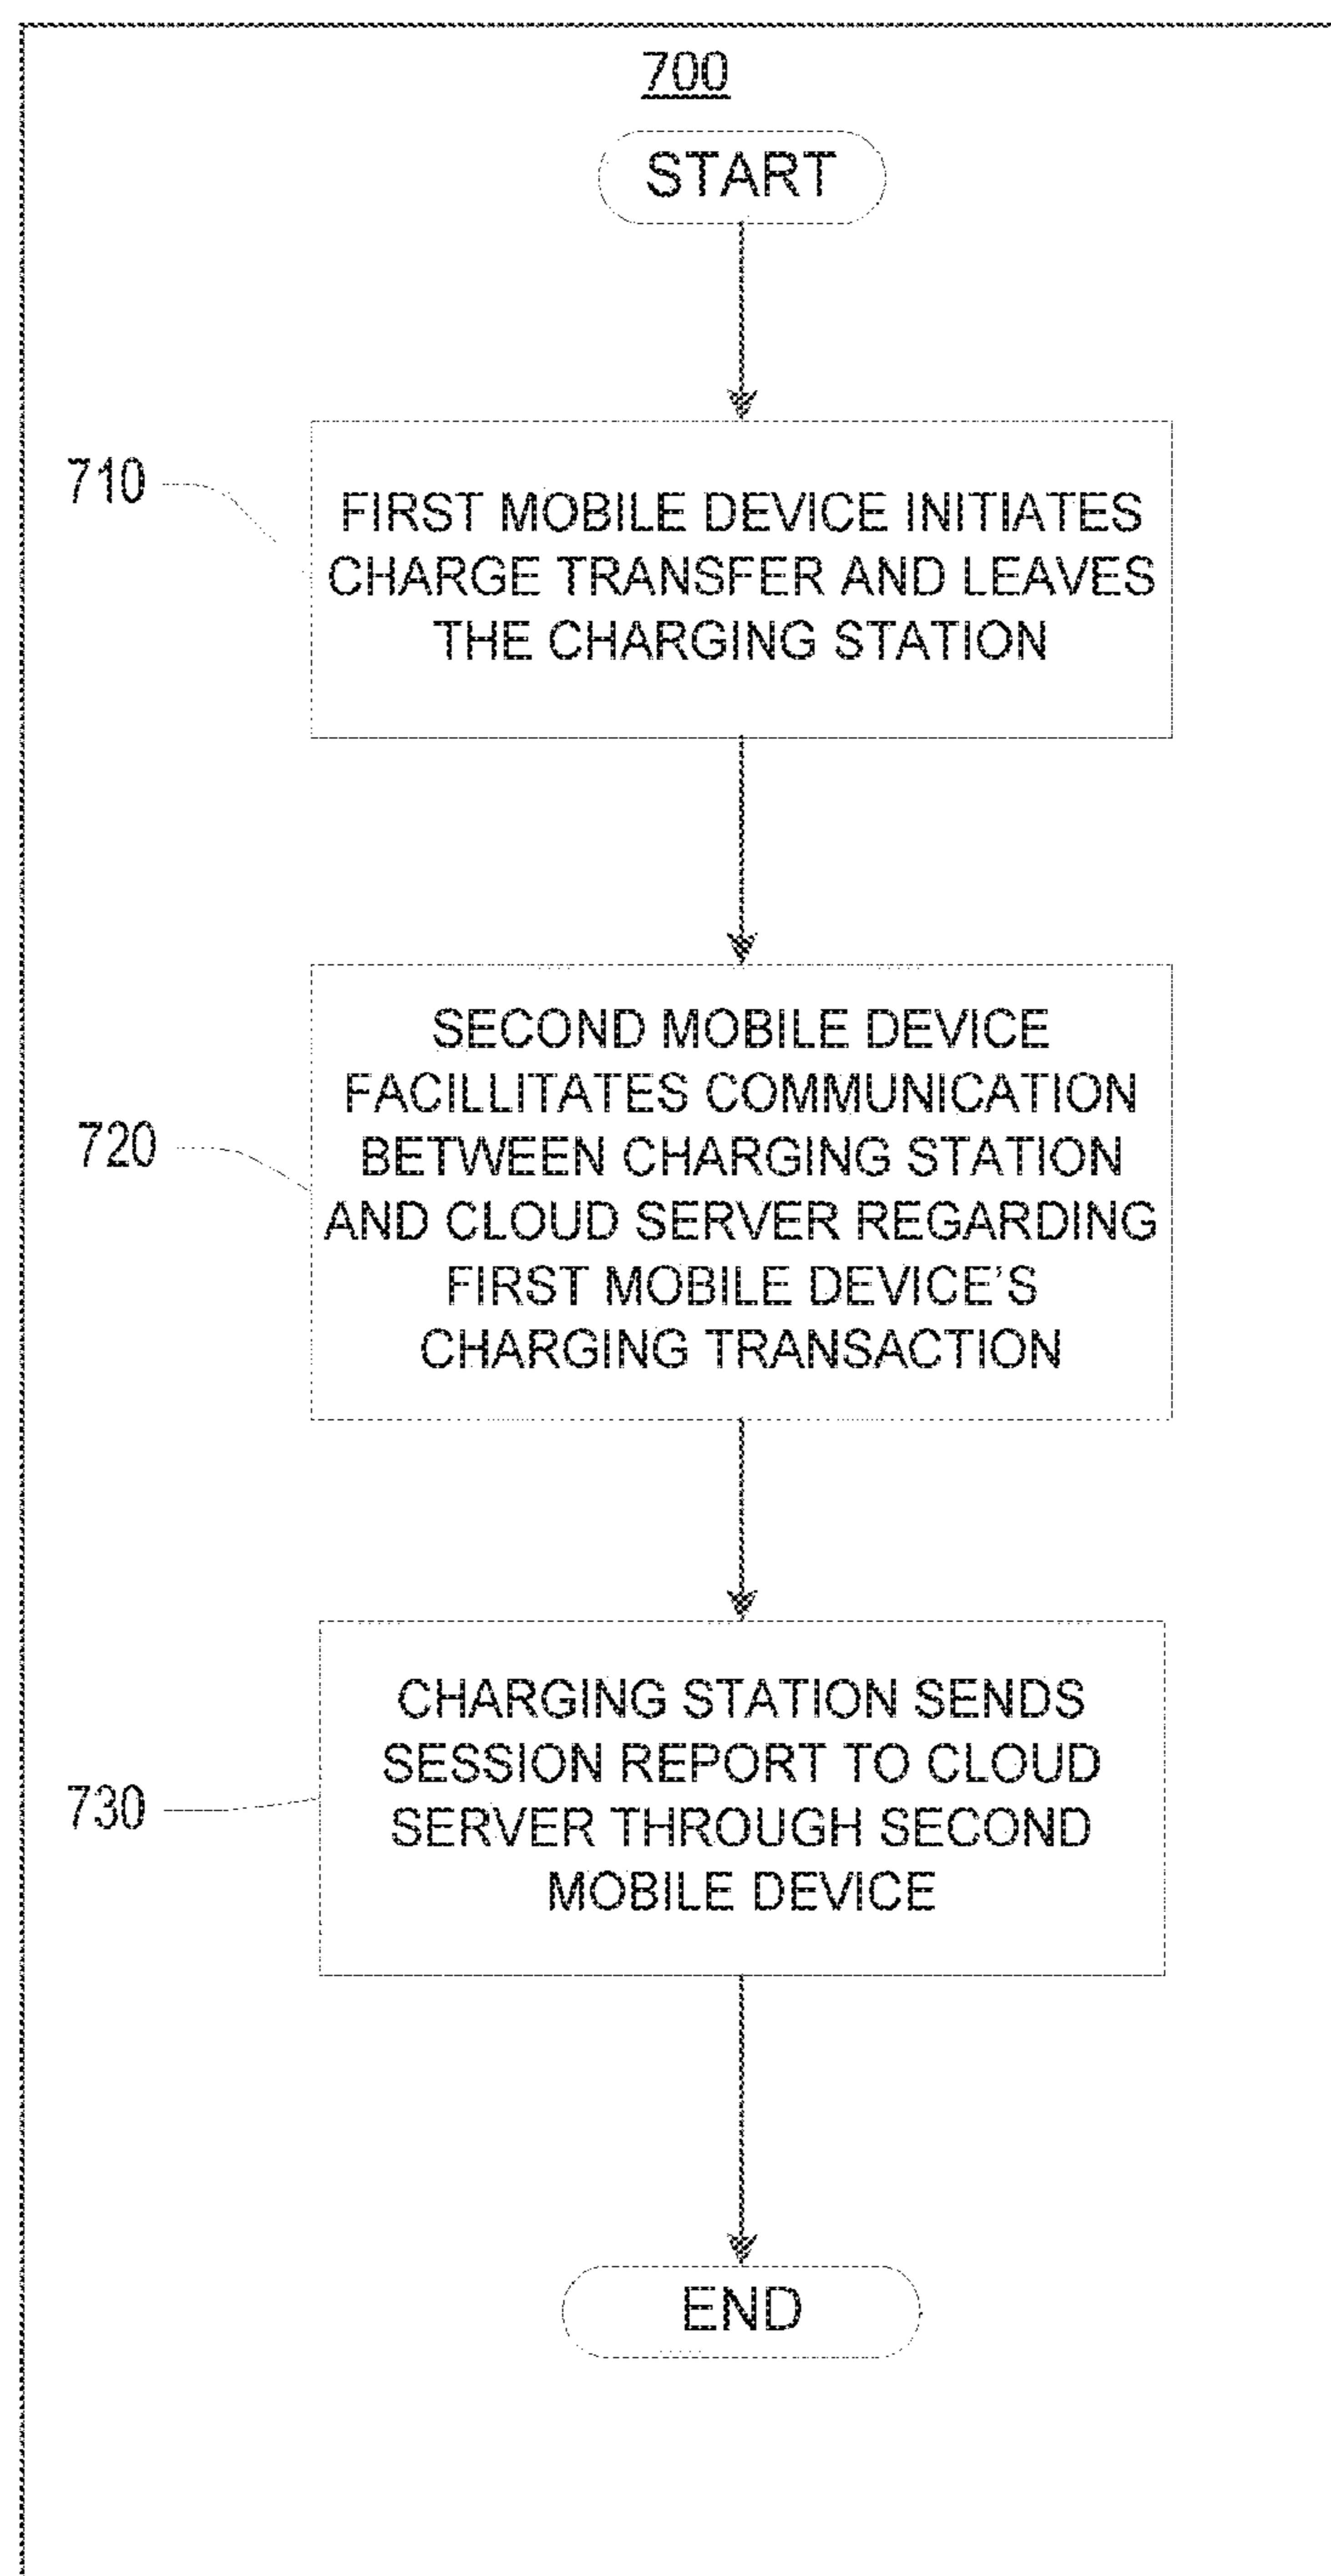 700
START
710
FIRST MOBILE DEVICE INITIATES
CHARGE TRANSFER AND LEAVES
THE CHARGING STATION
720
SECOND MOBILE DEVICE
FACILLITATES COMMUNICATION
BETWEEN CHARGING STATION
AND CLOUD SERVER REGARDING
FIRST MOBILE DEVICE'S
CHARGING TRANSACTION
730
CHARGING STATION SENDS
SESSION REPORT TO CLOUD
SERVER THROUGH SECOND
MOBILE DEVICE
END